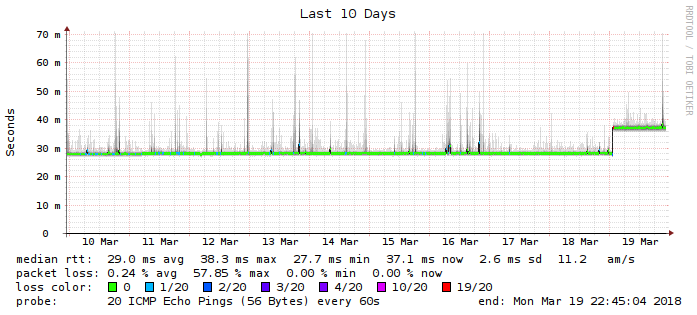 Last 10 Days
RRDTOOL / TOBI OETIKER
Seconds
70 m
60 m
50 m
40 m
30 m
20 m
10 m
0
10 Mar 11 Mar 12 Mar 13 Mar 14 Mar 15 Mar 16 Mar 17 Mar 18 Mar 19 Mar
median rtt: 29.0 ms avg 38.3 ms max 27.7 ms min 37.1 ms now 2.6 ms sd 11.2 am/s
packet loss: 0.24 % avg 57.85 % max 0.00 % min 0.00 % now
loss color: 0 1/20 2/20 3/20 4/20 10/20 19/20
probe: 20 ICMP Echo Pings (56 Bytes) every 60s end: Mon Mar 19 22:45:04 2018